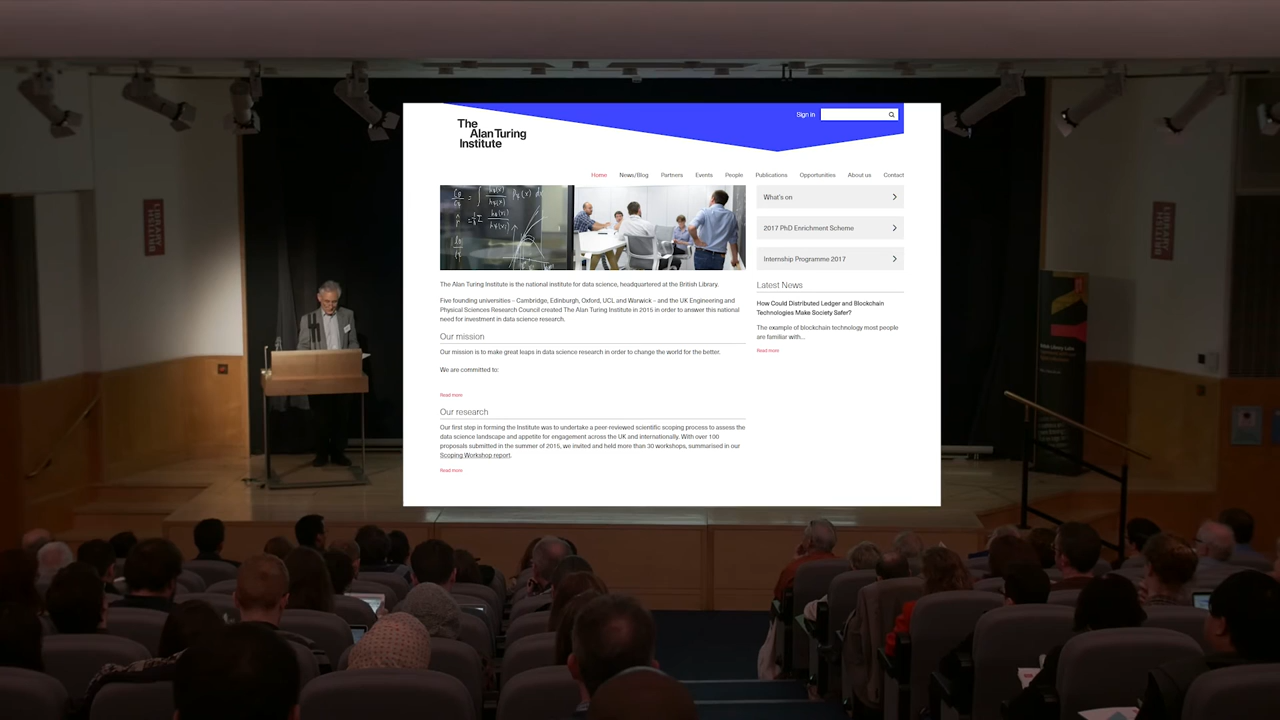 The
Alan Turing
Institute
Sign in
Home
News/Blog
Partners
Events
People
Publications
Opportunities
About us
Contact
The Alan Turing Institute is the national institute for data science, headquartered at the British Library.
Five founding universities – Cambridge, Edinburgh, Oxford, UCL and Warwick – and the UK Engineering and
Physical Sciences Research Council created The Alan Turing Institute in 2015 in order to answer this national
need for investment in data science research.
Our mission
Our mission is to make great leaps in data science research in order to change the world for the better.
We are committed to:
Read more
Our research
Our first step in forming the Institute was to undertake a peer-reviewed scientific scoping process to assess the
data science landscape and appetite for engagement across the UK and internationally. With over 100
proposals submitted in the summer of 2015, we invited and held more than 30 workshops, summarised in our
Scoping Workshop report.
Read more
What's on
2017 PhD Enrichment Scheme
Internship Programme 2017
Latest News
How Could Distributed Ledger and Blockchain
Technologies Make Society Safer?
The example of blockchain technology most people
are familiar with...
Read more
BRITISH
LIBRARY
BRITISH
LIBRARY